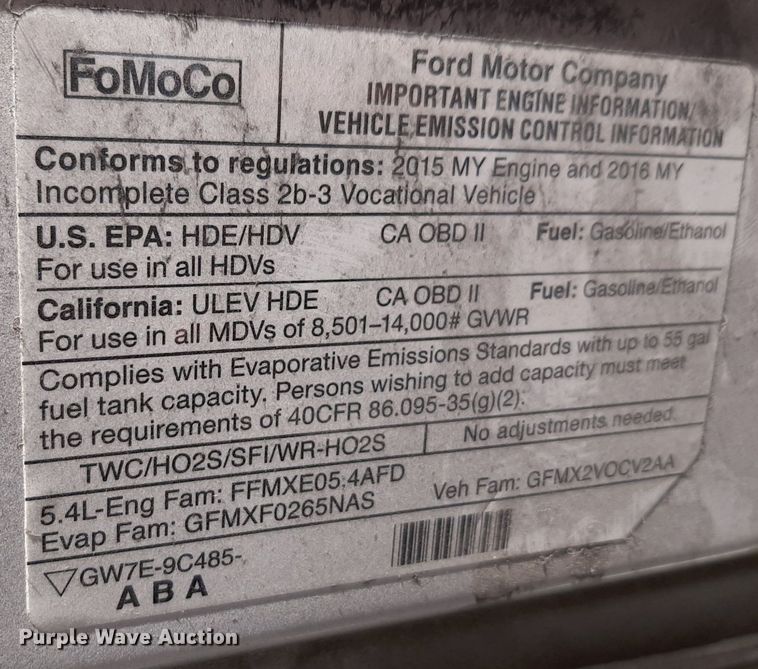 FoMoCo
Ford Motor Company
IMPORTANT ENGINE INFORMATION/
VEHICLE EMISSION CONTROL INFORMATION
Conforms to regulations: 2015 MY Engine and 2016 MY
Incomplete Class 2b-3 Vocational Vehicle
U.S. EPA: HDE/HDV CA OBD II Fuel: Gasoline/Ethanol
For use in all HDVs
California: ULEV HDE CA OBD II Fuel: Gasoline/Ethanol
For use in all MDVs of 8,501–14,000# GVWR
Complies with Evaporative Emissions Standards with up to 55 gal
fuel tank capacity. Persons wishing to add capacity must meet
the requirements of 40CFR 86.095-35(g)(2).
TWC/HO2S/SFI/WR-HO2S No adjustments needed.
5.4L-Eng Fam: FFMXE05.4AFD
Evap Fam: GFMXF0265NAS Veh Fam: GFMX2VOCV2AA
GW7E-9C485-
A B A
Purple Wave Auction